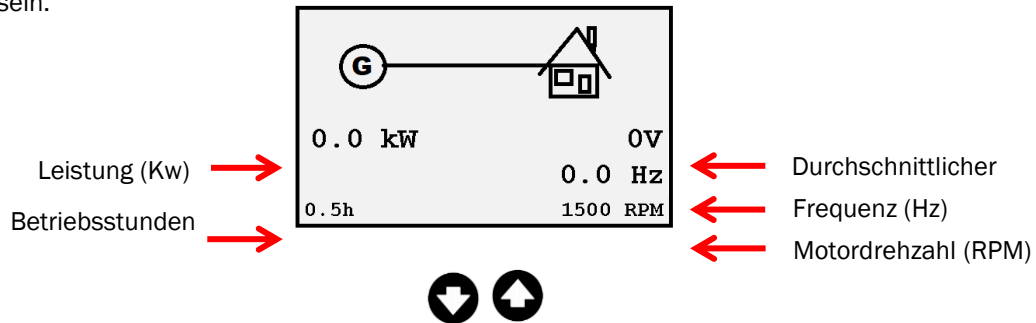 sein.
G
0.0 kW 0V
Leistung (Kw) 0.0 Hz Durchschnittlicher
Betriebsstunden 0.5h 1500 RPM Frequenz (Hz)
Motordrehzahl (RPM)